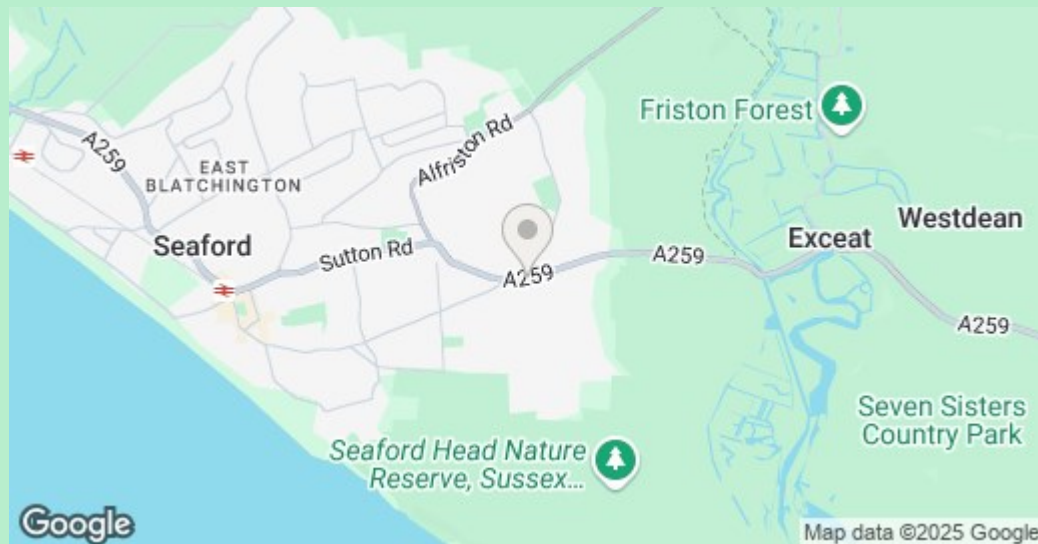 Friston Forest
A259
Alfriston Rd
EAST
BLATCHINGTON
Westdean
Seaford
Sutton Rd
Exceat
A259
A259
A259
Seven Sisters
Country Park
Seaford Head Nature
Reserve, Sussex...
Google
Map data ©2025 Google